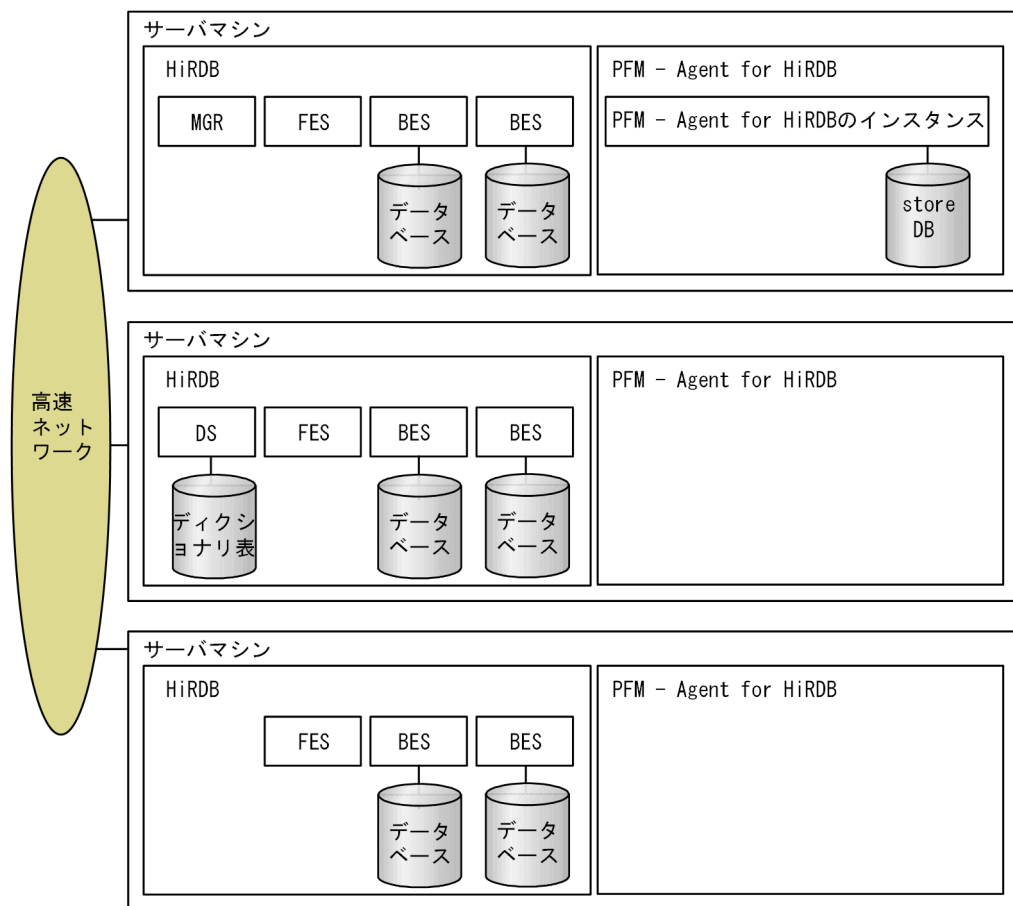 サーバマシン
HiRDB
PFM - Agent for HiRDB
MGR
FES
BES
BES
PFM - Agent for HiRDBのインスタンス
データ
ベース
データ
ベース
store
DB
高速
ネット
ワーク
サーバマシン
HiRDB
PFM - Agent for HiRDB
DS
FES
BES
BES
ディクシ
ョナリ表
データ
ベース
データ
ベース
サーバマシン
HiRDB
PFM - Agent for HiRDB
FES
BES
BES
データ
ベース
データ
ベース